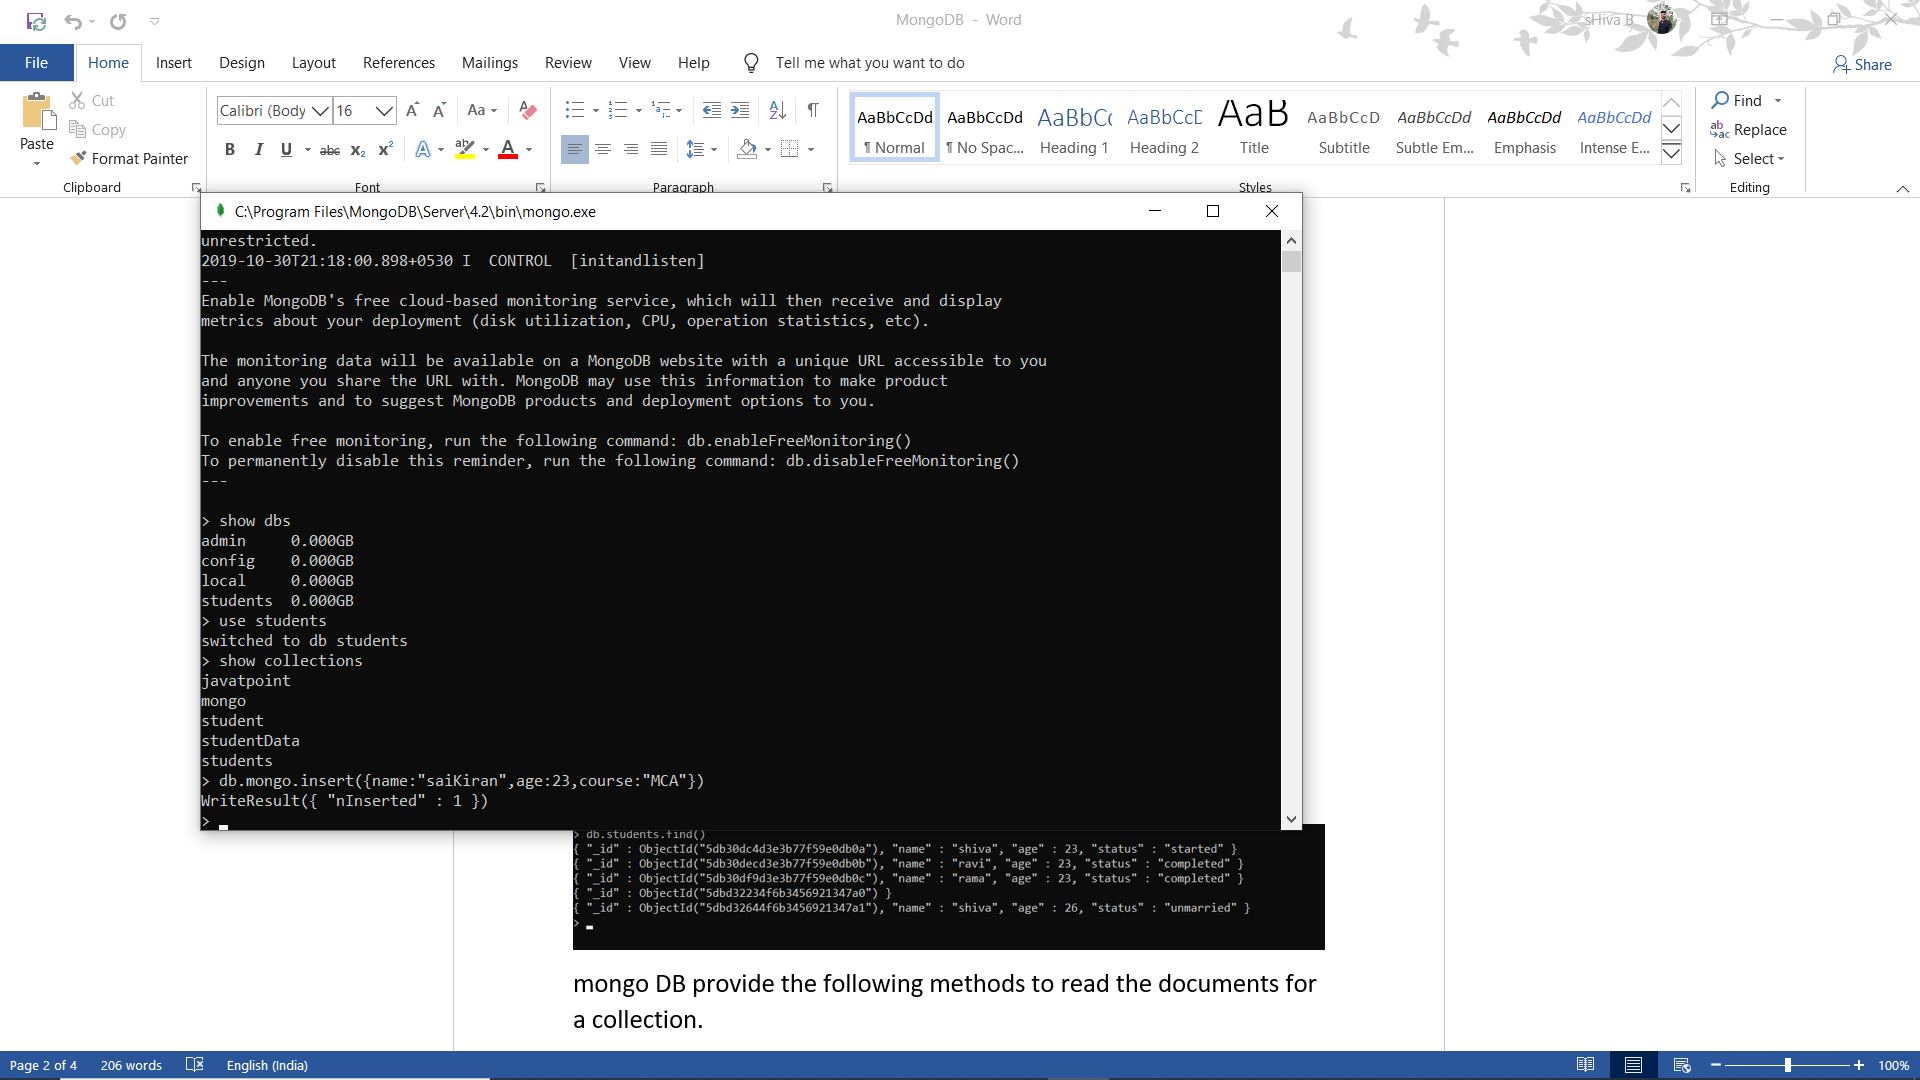 MongoDB - Word
sHiva B
File Home Insert Design Layout References Mailings Review View Help Tell me what you want to do
Share
Paste
Cut
Copy
Format Painter
Clipboard
Calibri (Body
16
Font
Paragraph
AaBbCcDd
¶ Normal
AaBbCcDd
¶ No Spac...
AaBbCc
Heading 1
AaBbCcD
Heading 2
AaB
Title
AaBbCcD
Subtitle
AaBbCcDd
Subtle Em...
AaBbCcDd
Emphasis
AaBbCcDd
Intense E...
Styles
Find
Replace
Select
Editing
C:\Program Files\MongoDB\Server\4.2\bin\mongo.exe
unrestricted.
2019-10-30T21:18:00.898+0530 I  CONTROL  [initandlisten]
---
Enable MongoDB's free cloud-based monitoring service, which will then receive and display
metrics about your deployment (disk utilization, CPU, operation statistics, etc).
The monitoring data will be available on a MongoDB website with a unique URL accessible to you
and anyone you share the URL with. MongoDB may use this information to make product
improvements and to suggest MongoDB products and deployment options to you.
To enable free monitoring, run the following command: db.enableFreeMonitoring()
To permanently disable this reminder, run the following command: db.disableFreeMonitoring()
---
> show dbs
admin     0.000GB
config    0.000GB
local     0.000GB
students  0.000GB
> use students
switched to db students
> show collections
javatpoint
mongo
student
studentData
students
> db.mongo.insert({name:"saiKiran",age:23,course:"MCA"})
WriteResult({ "nInserted" : 1 })
>
> db.students.find()
{ "_id" : ObjectId("5db30dc4d3e3b77f59e0db0a"), "name" : "shiva", "age" : 23, "status" : "started" }
{ "_id" : ObjectId("5db30decd3e3b77f59e0db0b"), "name" : "ravi", "age" : 23, "status" : "completed" }
{ "_id" : ObjectId("5db30df9d3e3b77f59e0db0c"), "name" : "rama", "age" : 23, "status" : "completed" }
{ "_id" : ObjectId("5dbd32234f6b3456921347a0") }
{ "_id" : ObjectId("5dbd32644f6b3456921347a1"), "name" : "shiva", "age" : 26, "status" : "unmarried" }
>
mongo DB provide the following methods to read the documents for
a collection.
Page 2 of 4 206 words English (India) 100%